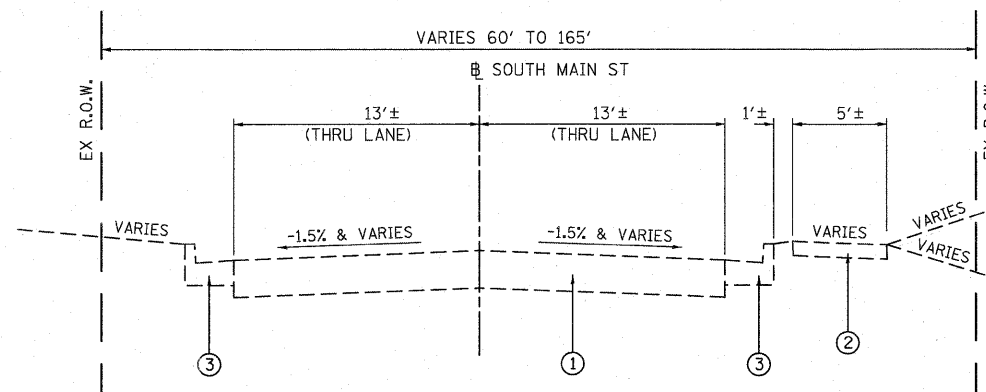 VARIES 60' TO 165'
℄ SOUTH MAIN ST
EX R.O.W.
EX R.O.W.
13'±
(THRU LANE)
13'±
(THRU LANE)
1'±
5'±
VARIES
-1.5% & VARIES
-1.5% & VARIES
VARIES
VARIES
VARIES
3
1
3
2